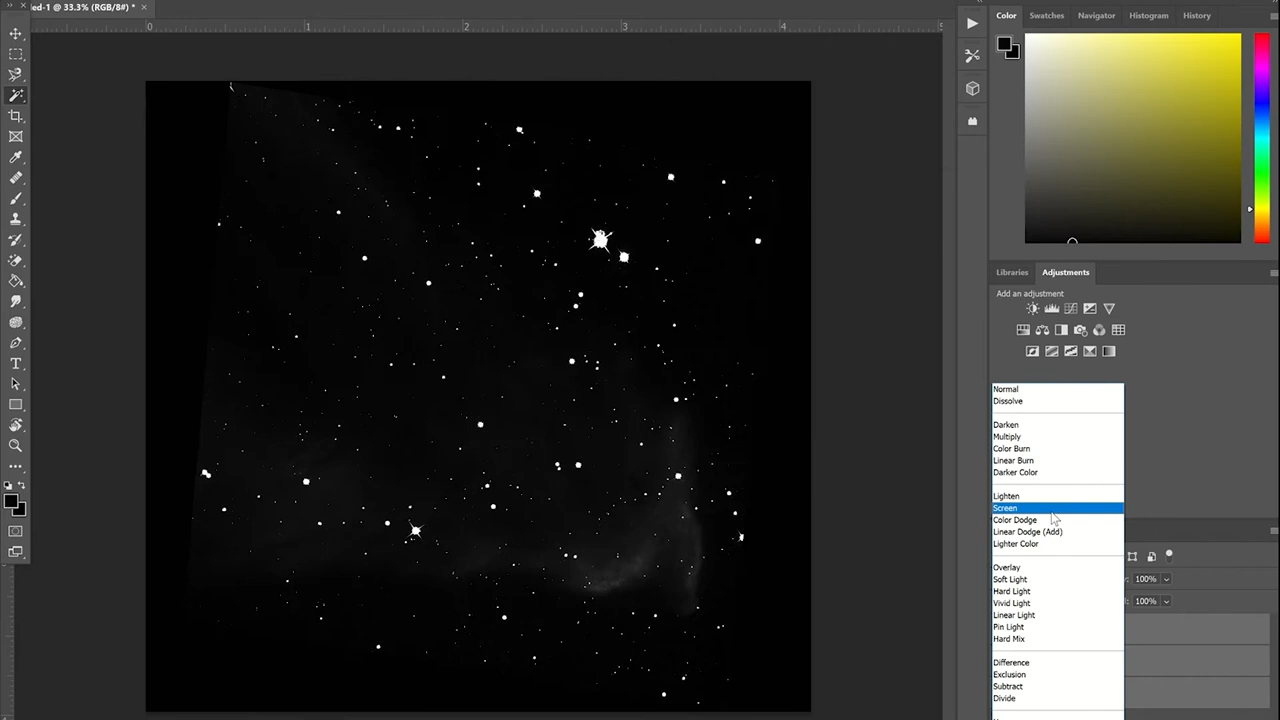 led-1 @ 33.3% (RGB/8#) *
0 1 2 3 4 5
Color Swatches Navigator Histogram History
Libraries Adjustments
Add an adjustment
Normal
Dissolve
Darken
Multiply
Color Burn
Linear Burn
Darker Color
Lighten
Screen
Color Dodge
Linear Dodge (Add)
Lighter Color
Overlay
Soft Light
Hard Light
Vivid Light
Linear Light
Pin Light
Hard Mix
Difference
Exclusion
Subtract
Divide
100%
100%